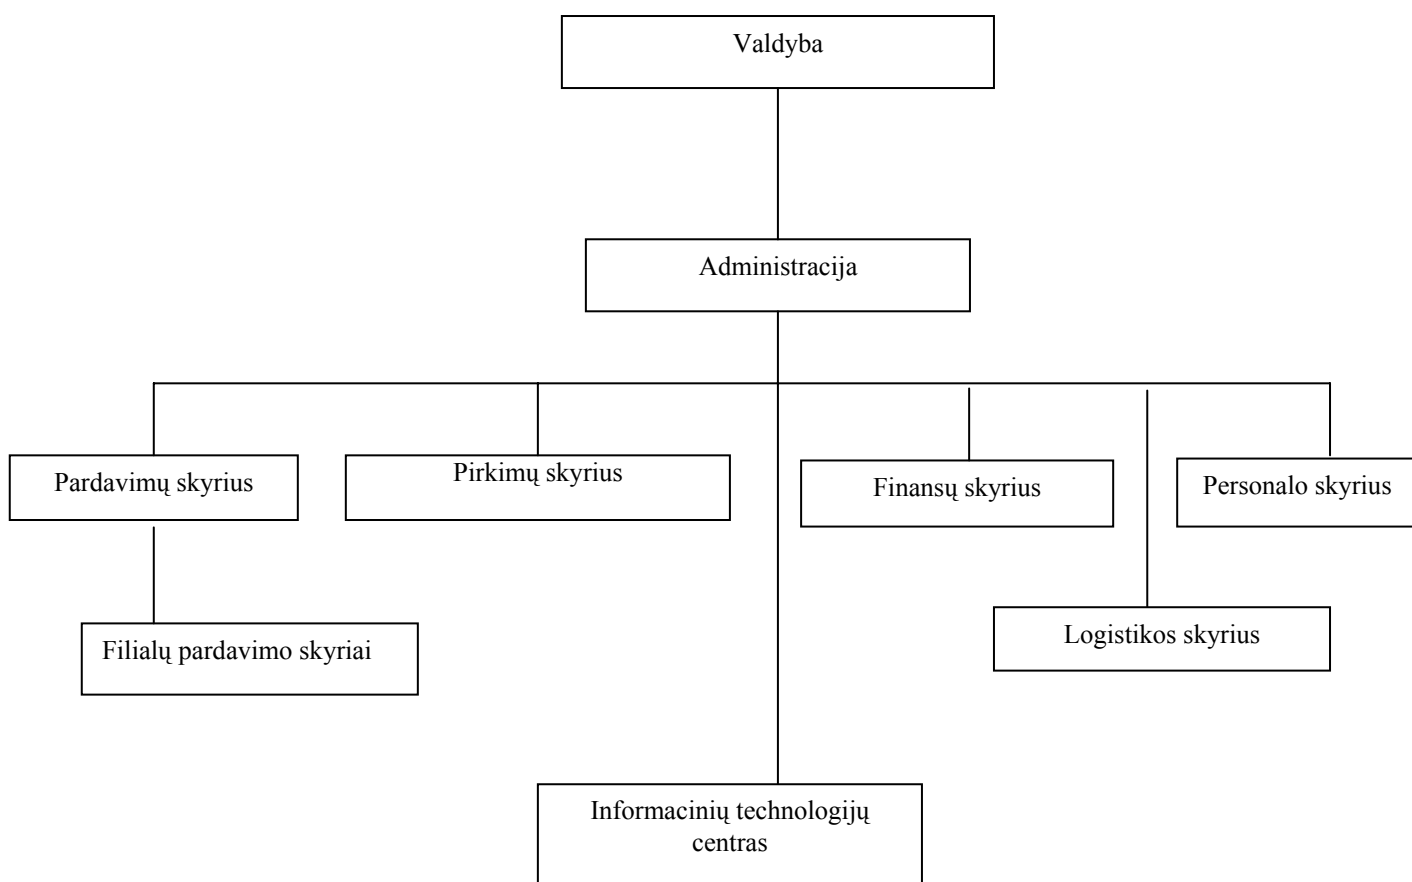 Valdyba
Administracija
Pardavimų skyrius
Pirkimų skyrius
Finansų skyrius
Personalo skyrius
Filialų pardavimo skyriai
Logistikos skyrius
Informacinių technologijų
centras